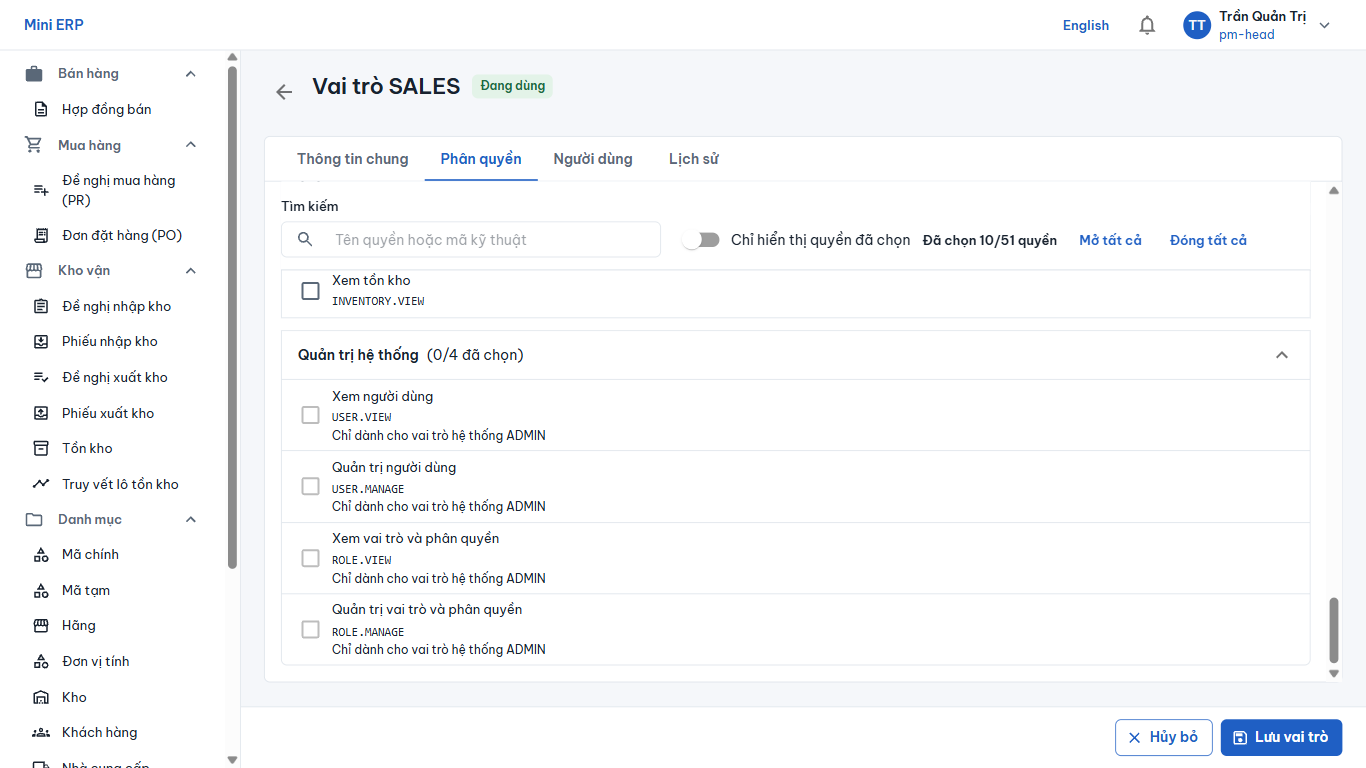 Mini ERP
English
TT
Trần Quản Trị
pm-head
Bán hàng
Hợp đồng bán
Mua hàng
Đề nghị mua hàng
(PR)
Đơn đặt hàng (PO)
Kho vận
Đề nghị nhập kho
Phiếu nhập kho
Đề nghị xuất kho
Phiếu xuất kho
Tồn kho
Truy vết lô tồn kho
Danh mục
Mã chính
Mã tạm
Hãng
Đơn vị tính
Kho
Khách hàng
Nhà cung cấp
Vai trò SALES
Đang dùng
Thông tin chung
Phân quyền
Người dùng
Lịch sử
Tìm kiếm
Tên quyền hoặc mã kỹ thuật
Chỉ hiển thị quyền đã chọn
Đã chọn 10/51 quyền
Mở tất cả
Đóng tất cả
Xem tồn kho
INVENTORY.VIEW
Quản trị hệ thống (0/4 đã chọn)
Xem người dùng
USER.VIEW
Chỉ dành cho vai trò hệ thống ADMIN
Quản trị người dùng
USER.MANAGE
Chỉ dành cho vai trò hệ thống ADMIN
Xem vai trò và phân quyền
ROLE.VIEW
Chỉ dành cho vai trò hệ thống ADMIN
Quản trị vai trò và phân quyền
ROLE.MANAGE
Chỉ dành cho vai trò hệ thống ADMIN
Hủy bỏ
Lưu vai trò